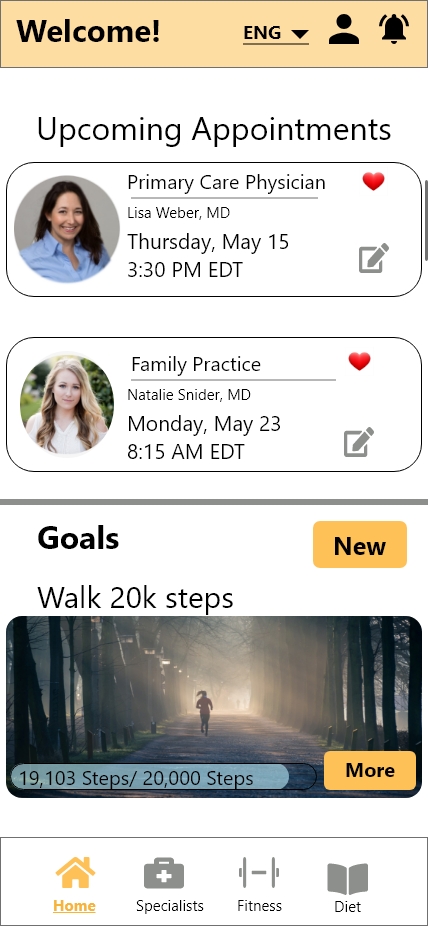 Welcome!
ENG
Upcoming Appointments
Primary Care Physician
Lisa Weber, MD
Thursday, May 15
3:30 PM EDT
Family Practice
Natalie Snider, MD
Monday, May 23
8:15 AM EDT
Goals
New
Walk 20k steps
19,103 Steps/ 20,000 Steps
More
Home
Specialists
Fitness
Diet